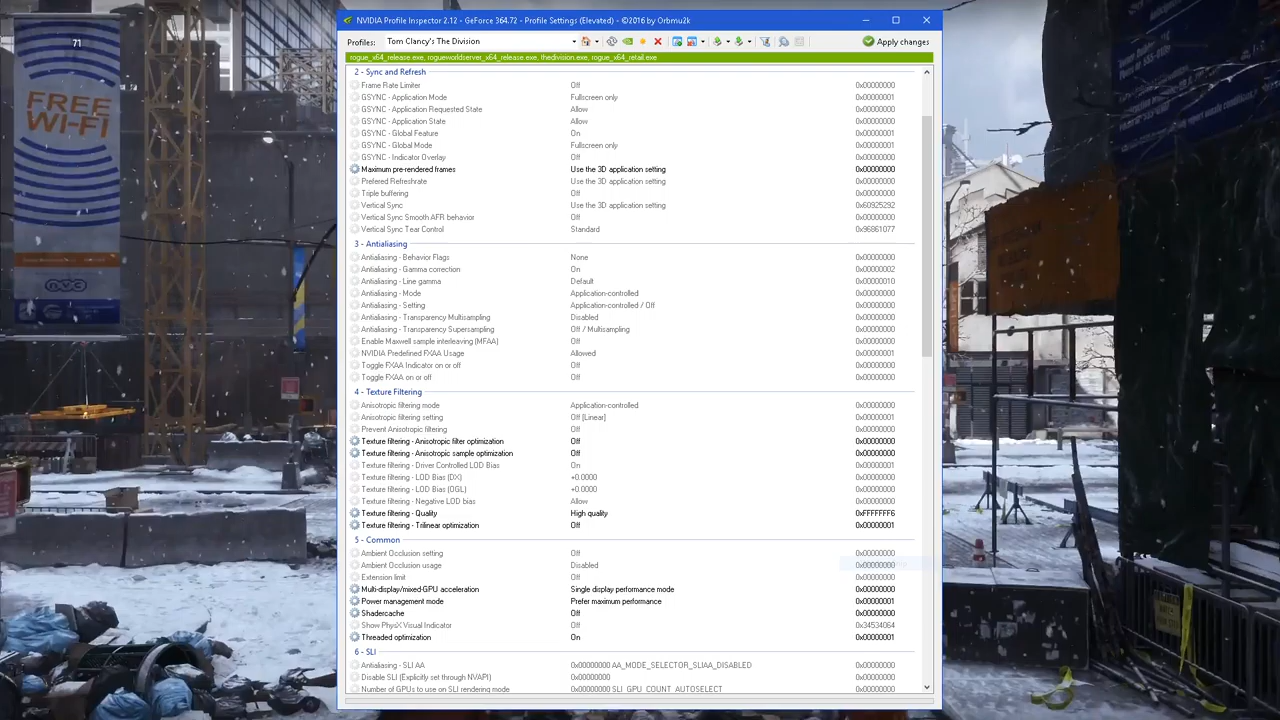 NVIDIA Profile Inspector 2.12 - GeForce 364.72 - Profile Settings (Elevated) - ©2016 by Orbmu2k
71
Profiles: Tom Clancy's The Division Apply changes
rogue_x64_release.exe, rogueworldserver_x64_release.exe, thedivision.exe, rogue_x64_retail.exe
2 - Sync and Refresh
Frame Rate Limiter Off 0x00000000
GSYNC - Application Mode Fullscreen only 0x00000001
GSYNC - Application Requested State Allow 0x00000000
GSYNC - Application State Allow 0x00000000
GSYNC - Global Feature On 0x00000001
GSYNC - Global Mode Fullscreen only 0x00000001
GSYNC - Indicator Overlay Off 0x00000000
Maximum pre-rendered frames Use the 3D application setting 0x00000000
Prefered Refreshrate Use the 3D application setting 0x00000000
Triple buffering Off 0x00000000
Vertical Sync Use the 3D application setting 0x60925292
Vertical Sync Smooth AFR behavior Off 0x00000000
Vertical Sync Tear Control Standard 0x96861077
3 - Antialiasing
Antialiasing - Behavior Flags None 0x00000000
Antialiasing - Gamma correction On 0x00000002
Antialiasing - Line gamma Default 0x00000010
Antialiasing - Mode Application-controlled 0x00000000
Antialiasing - Setting Application-controlled / Off 0x00000000
Antialiasing - Transparency Multisampling Disabled 0x00000000
Antialiasing - Transparency Supersampling Off / Multisampling 0x00000000
Enable Maxwell sample interleaving (MFAA) Off 0x00000000
NVIDIA Predefined FXAA Usage Allowed 0x00000001
Toggle FXAA Indicator on or off Off 0x00000000
Toggle FXAA on or off Off 0x00000000
4 - Texture Filtering
Anisotropic filtering mode Application-controlled 0x00000000
Anisotropic filtering setting Off [Linear] 0x00000001
Prevent Anisotropic filtering Off 0x00000000
Texture filtering - Anisotropic filter optimization Off 0x00000000
Texture filtering - Anisotropic sample optimization Off 0x00000000
Texture filtering - Driver Controlled LOD Bias On 0x00000001
Texture filtering - LOD Bias (DX) +0.0000 0x00000000
Texture filtering - LOD Bias (OGL) +0.0000 0x00000000
Texture filtering - Negative LOD bias Allow 0x00000000
Texture filtering - Quality High quality 0xFFFFFFF6
Texture filtering - Trilinear optimization Off 0x00000001
5 - Common
Ambient Occlusion setting Off 0x00000000
Ambient Occlusion usage Disabled 0x00000000
Extension limit Off 0x00000000
Multi-display/mixed-GPU acceleration Single display performance mode 0x00000000
Power management mode Prefer maximum performance 0x00000001
Shadercache Off 0x00000000
Show PhysX Visual Indicator Off 0x34534064
Threaded optimization On 0x00000001
6 - SLI
Antialiasing - SLI AA 0x00000000 AA_MODE_SELECTOR_SLIAA_DISABLED 0x00000000
Disable SLI (Explicitly set through NVAPI) 0x00000000
Number of GPUs to use on SLI rendering mode 0x00000000 SLI_GPU_COUNT_AUTOSELECT 0x00000000
FREE
WI-FI
nvc